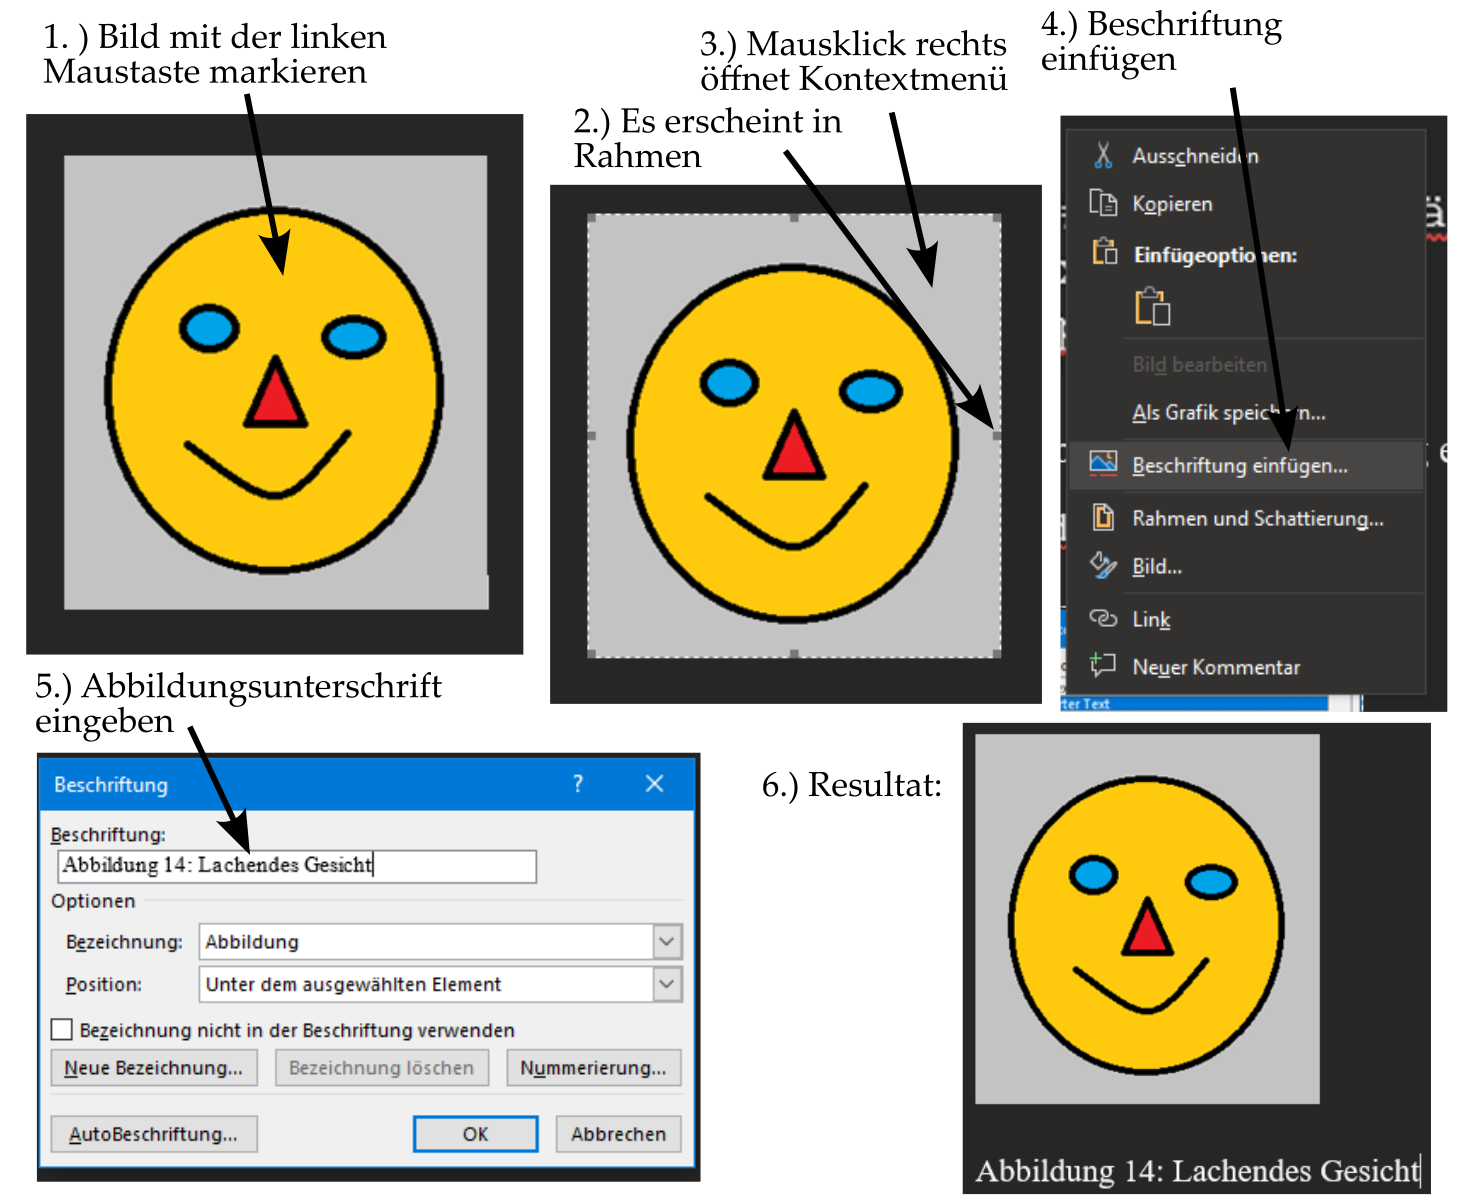 1. ) Bild mit der linken
Maustaste markieren
2.) Es erscheint in
Rahmen
3.) Mausklick rechts
öffnet Kontextmenü
4.) Beschriftung
einfügen
Ausschneiden
Kopieren
Einfügeoptionen:
Bild bearbeiten
Als Grafik speichern...
Beschriftung einfügen...
Rahmen und Schattierung...
Bild...
Link
Neuer Kommentar
ä
e
ter Text
5.) Abbildungsunterschrift
eingeben
Beschriftung ? ×
Beschriftung:
Abbildung 14: Lachendes Gesicht
Optionen
Bezeichnung: Abbildung
Position: Unter dem ausgewählten Element
Bezeichnung nicht in der Beschriftung verwenden
Neue Bezeichnung... Bezeichnung löschen Nummerierung...
AutoBeschriftung... OK Abbrechen
6.) Resultat:
Abbildung 14: Lachendes Gesicht